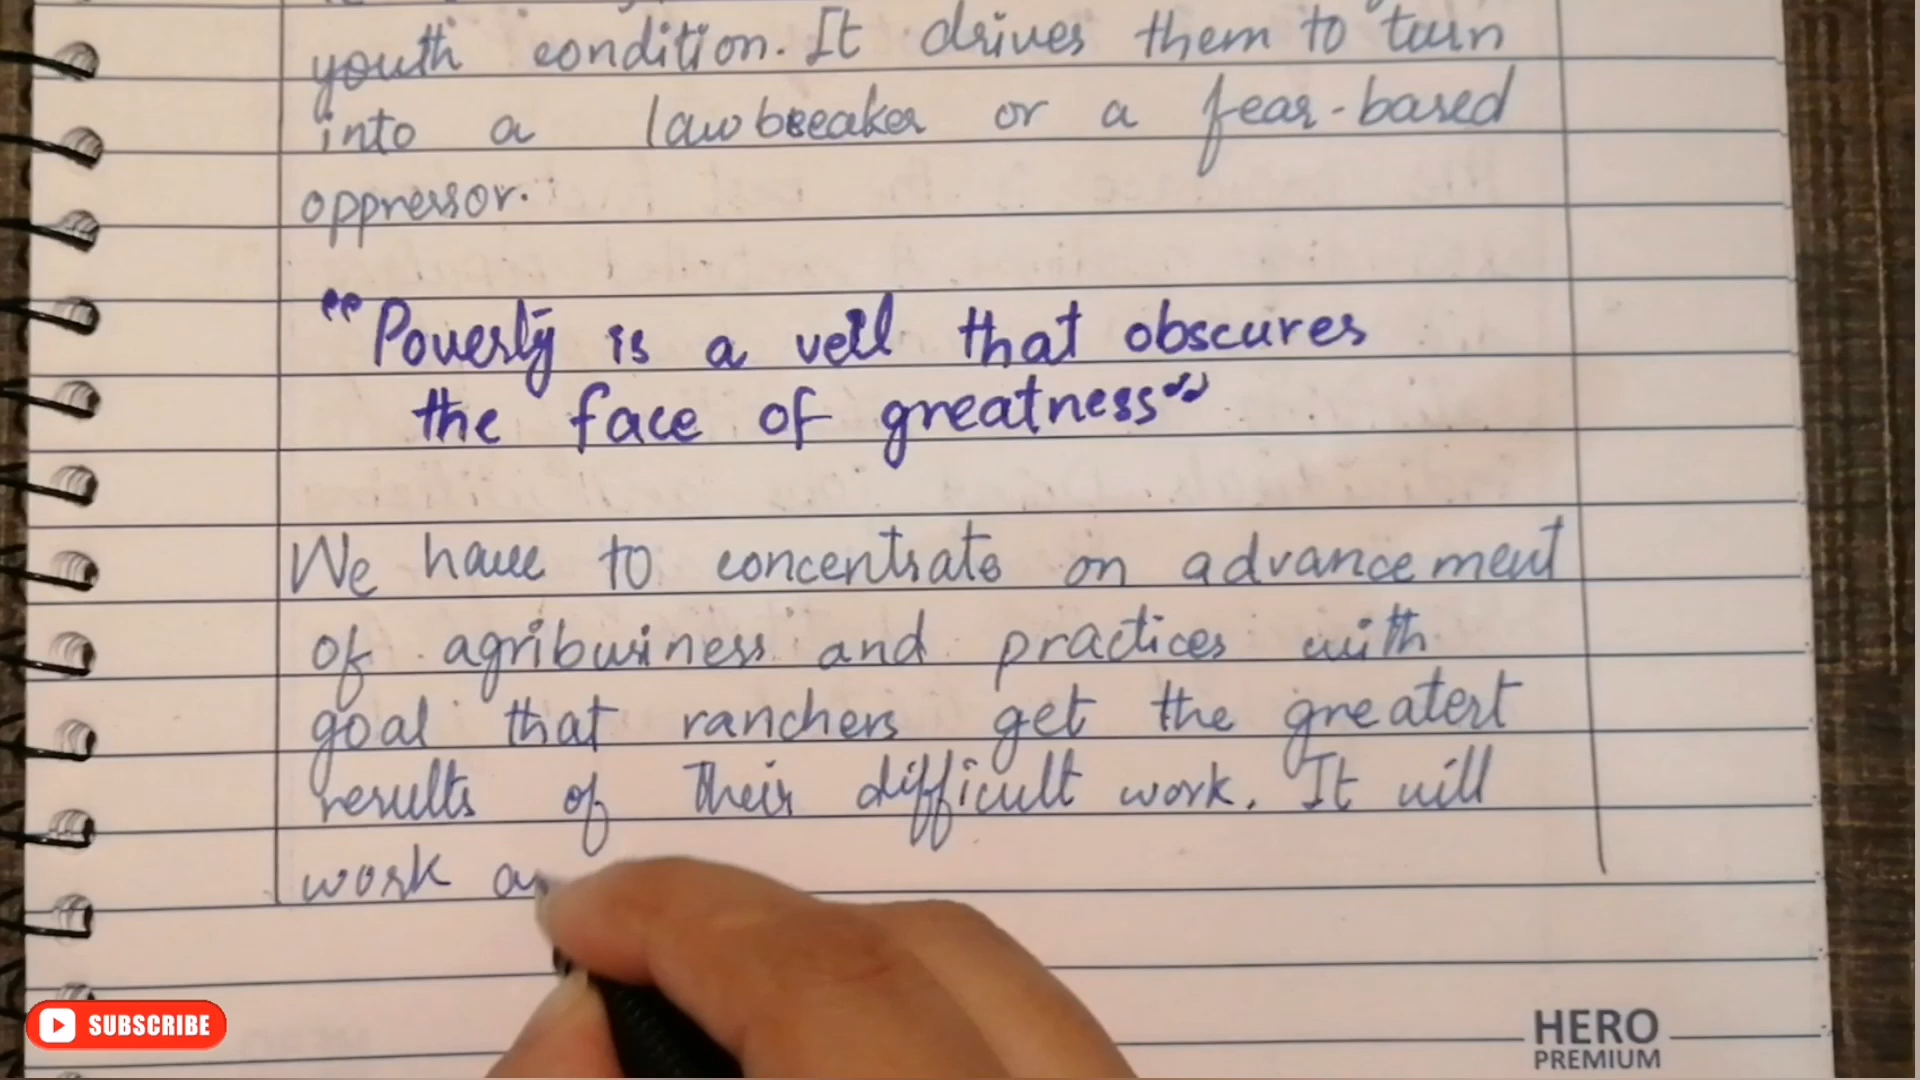 youth condition. It drives them to turn
into a lawbreaker or a fear-based
oppressor.
"Poverty is a veil that obscures
the face of greatness"
We have to concentrate on advancement
of agribusiness and practices with
goal that ranchers get the greatest
results of their difficult work. It will
work
SUBSCRIBE
HERO
PREMIUM